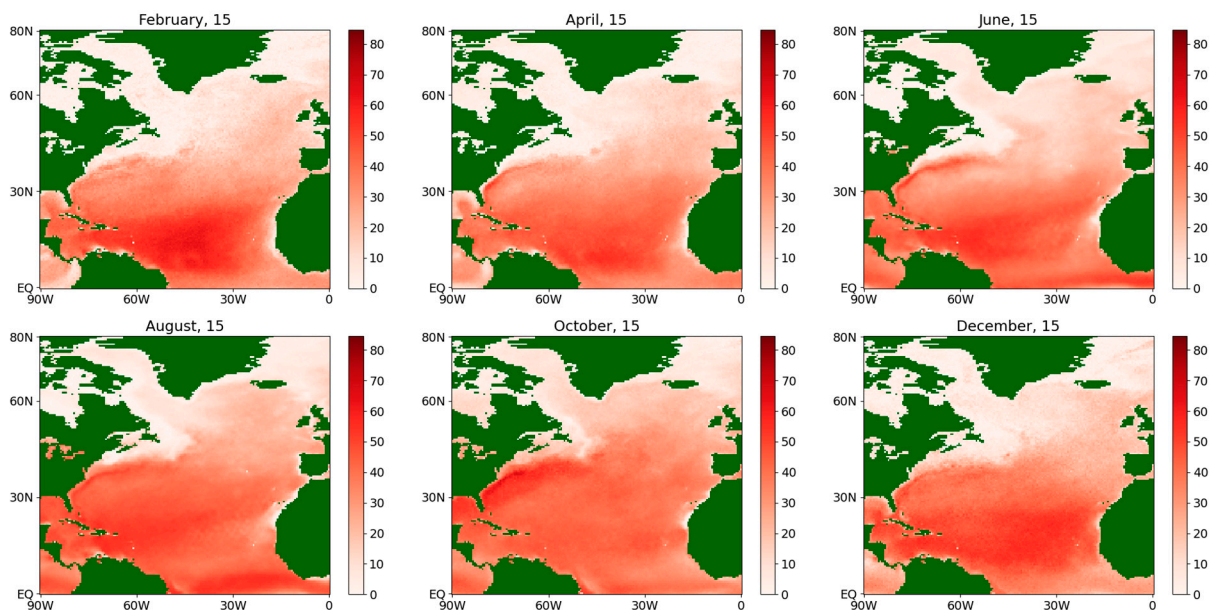 February, 15
80N
60N
30N
EQ
90W 60W 30W 0
80
70
60
50
40
30
20
10
0
April, 15
80N
60N
30N
EQ
90W 60W 30W 0
80
70
60
50
40
30
20
10
0
June, 15
80N
60N
30N
EQ
90W 60W 30W 0
80
70
60
50
40
30
20
10
0
August, 15
80N
60N
30N
EQ
90W 60W 30W 0
80
70
60
50
40
30
20
10
0
October, 15
80N
60N
30N
EQ
90W 60W 30W 0
80
70
60
50
40
30
20
10
0
December, 15
80N
60N
30N
EQ
90W 60W 30W 0
80
70
60
50
40
30
20
10
0